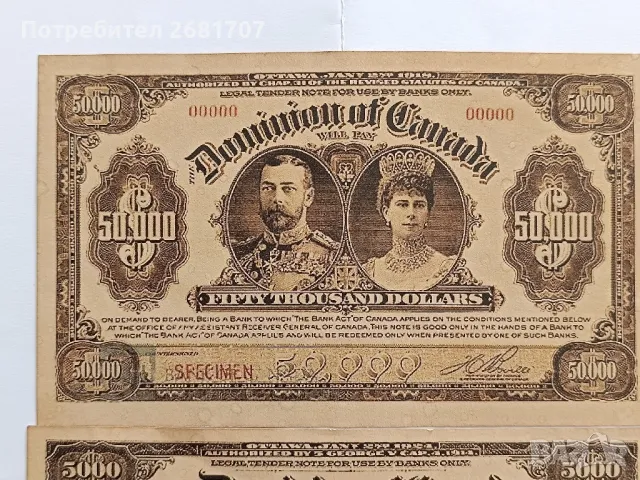 Потребител 2681707
OTTAWA, JANY 2ND 1918.
AUTHORIZED BY CHAP. 31 OF THE REVISED STATUTES OF CANADA
LEGAL TENDER NOTE FOR USE BY BANKS ONLY.
50.000 50.000
00000 00000
THE Dominion of Canada
WILL PAY
50,000 50,000
FIFTY THOUSAND DOLLARS
ON DEMAND TO BEARER, BEING A BANK TO WHICH "THE BANK ACT" OF CANADA APPLIES ON THE CONDITIONS MENTIONED BELOW
AT THE OFFICE OF ANY ASSISTANT RECEIVER GENERAL OF CANADA. THIS NOTE IS GOOD ONLY IN THE HANDS OF A BANK TO
WHICH THE BANK ACT OF CANADA APPLIES AND WILL BE REDEEMED ONLY WHEN PRESENTED BY ONE OF SUCH BANKS.
COUNTERSIGNED
50.000 SPECIMEN 50.000
OTTAWA, JANY 2ND 1924.
AUTHORIZED BY 5 GEORGE V CAP. 4, 1914.
LEGAL TENDER NOTE FOR USE BY BANKS ONLY.
5000 5000
BAZAR